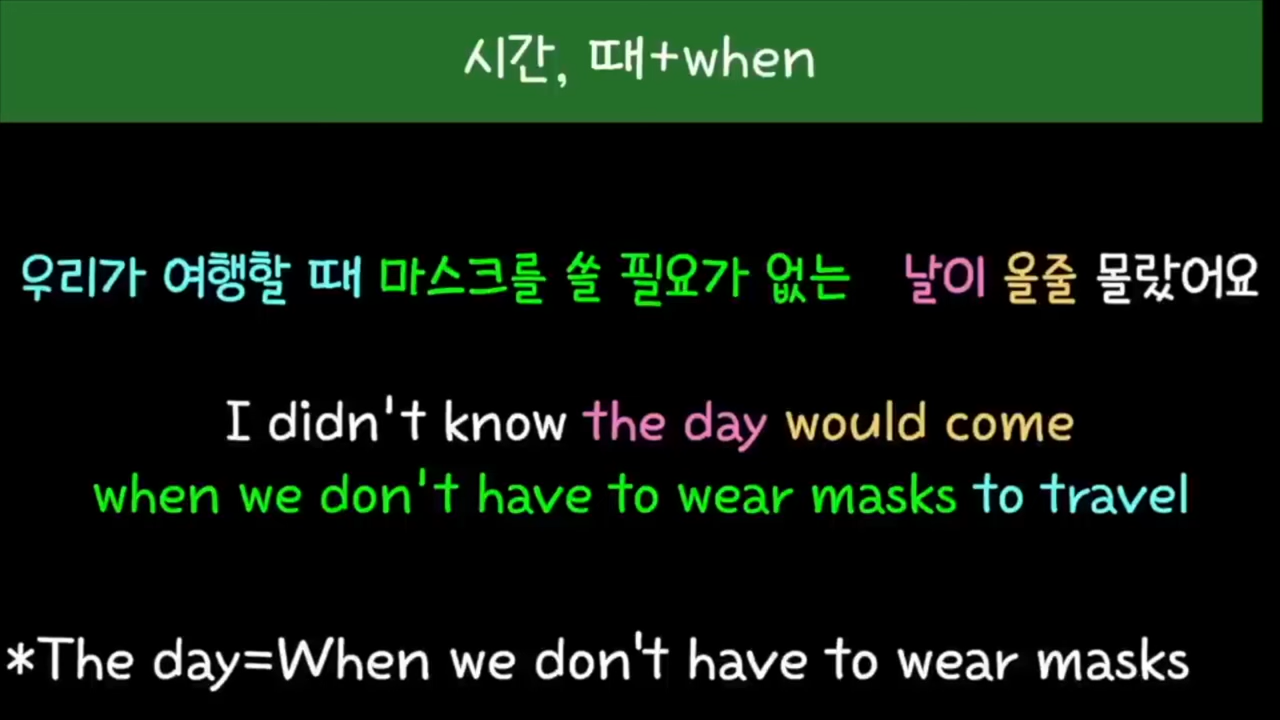 시간, 때+when
우리가 여행할 때 마스크를 쓸 필요가 없는 날이 올줄 몰랐어요
I didn't know the day would come
when we don't have to wear masks to travel
*The day=When we don't have to wear masks